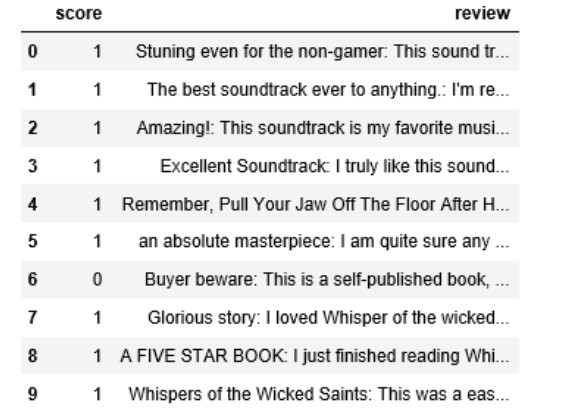 score review
0 1 Stuning even for the non-gamer: This sound tr...
1 1 The best soundtrack ever to anything.: I'm re...
2 1 Amazing!: This soundtrack is my favorite musi...
3 1 Excellent Soundtrack: I truly like this sound...
4 1 Remember, Pull Your Jaw Off The Floor After H...
5 1 an absolute masterpiece: I am quite sure any ...
6 0 Buyer beware: This is a self-published book, ...
7 1 Glorious story: I loved Whisper of the wicked...
8 1 A FIVE STAR BOOK: I just finished reading Whi...
9 1 Whispers of the Wicked Saints: This was a eas...